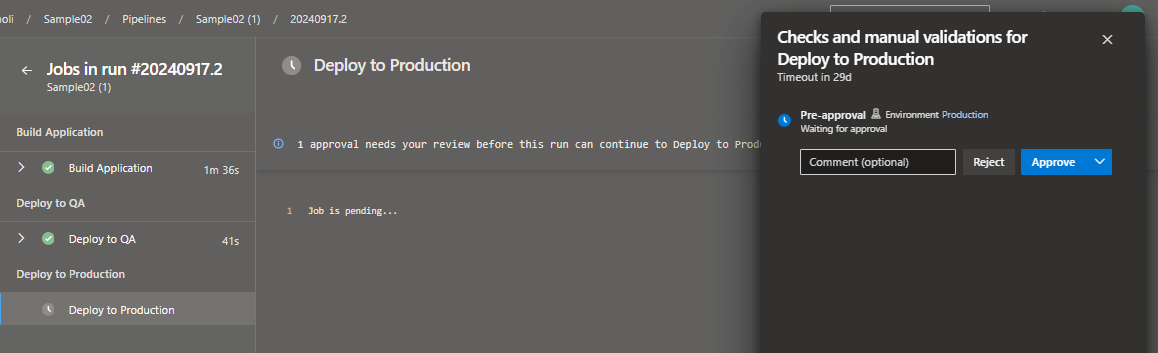 / Sample02 / Pipelines / Sample02 (1) / 20240917.2
Jobs in run #20240917.2
Sample02 (1)
Build Application
Build Application 1m 36s
Deploy to QA
Deploy to QA 41s
Deploy to Production
Deploy to Production
Deploy to Production
1 approval needs your review before this run can continue to Deploy to
1 Job is pending...
Checks and manual validations for
Deploy to Production
Timeout in 29d
Pre-approval Environment Production
Waiting for approval
Comment (optional) Reject Approve